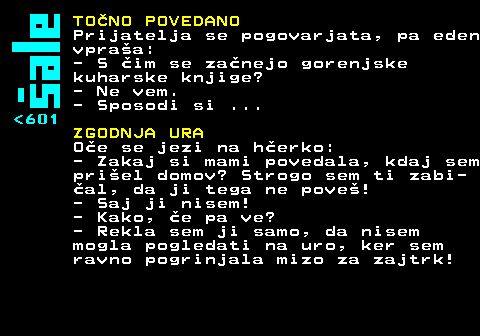 Šale
<601
TOČNO POVEDANO
Prijatelja se pogovarjata, pa eden
vpraša:
- S čim se začnejo gorenjske
kuharske knjige?
- Ne vem.
- Sposodi si ...
ZGODNJA URA
Oče se jezi na hčerko:
- Zakaj si mami povedala, kdaj sem
prišel domov? Strogo sem ti zabi-
čal, da ji tega ne poveš!
- Saj ji nisem!
- Kako, če pa ve?
- Rekla sem ji samo, da nisem
mogla pogledati na uro, ker sem
ravno pogrinjala mizo za zajtrk!